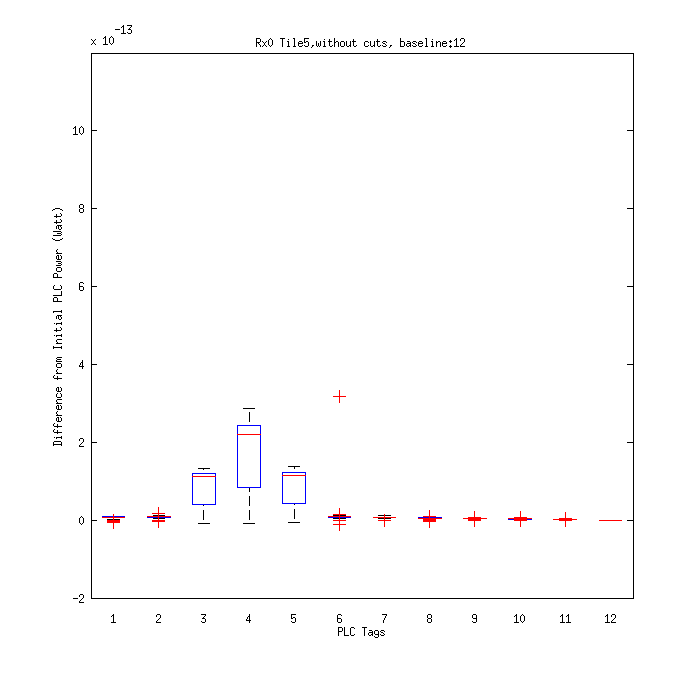 x 10^-13
Rx0 Tile5,without cuts, baseline:12
10
8
6
4
2
0
-2
Difference from Initial PLC Power (Watt)
1 2 3 4 5 6 7 8 9 10 11 12
PLC Tags